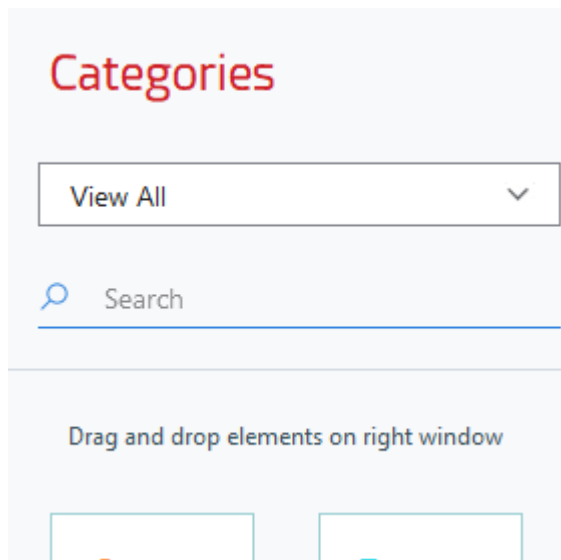 Categories
View All
Search
Drag and drop elements on right window